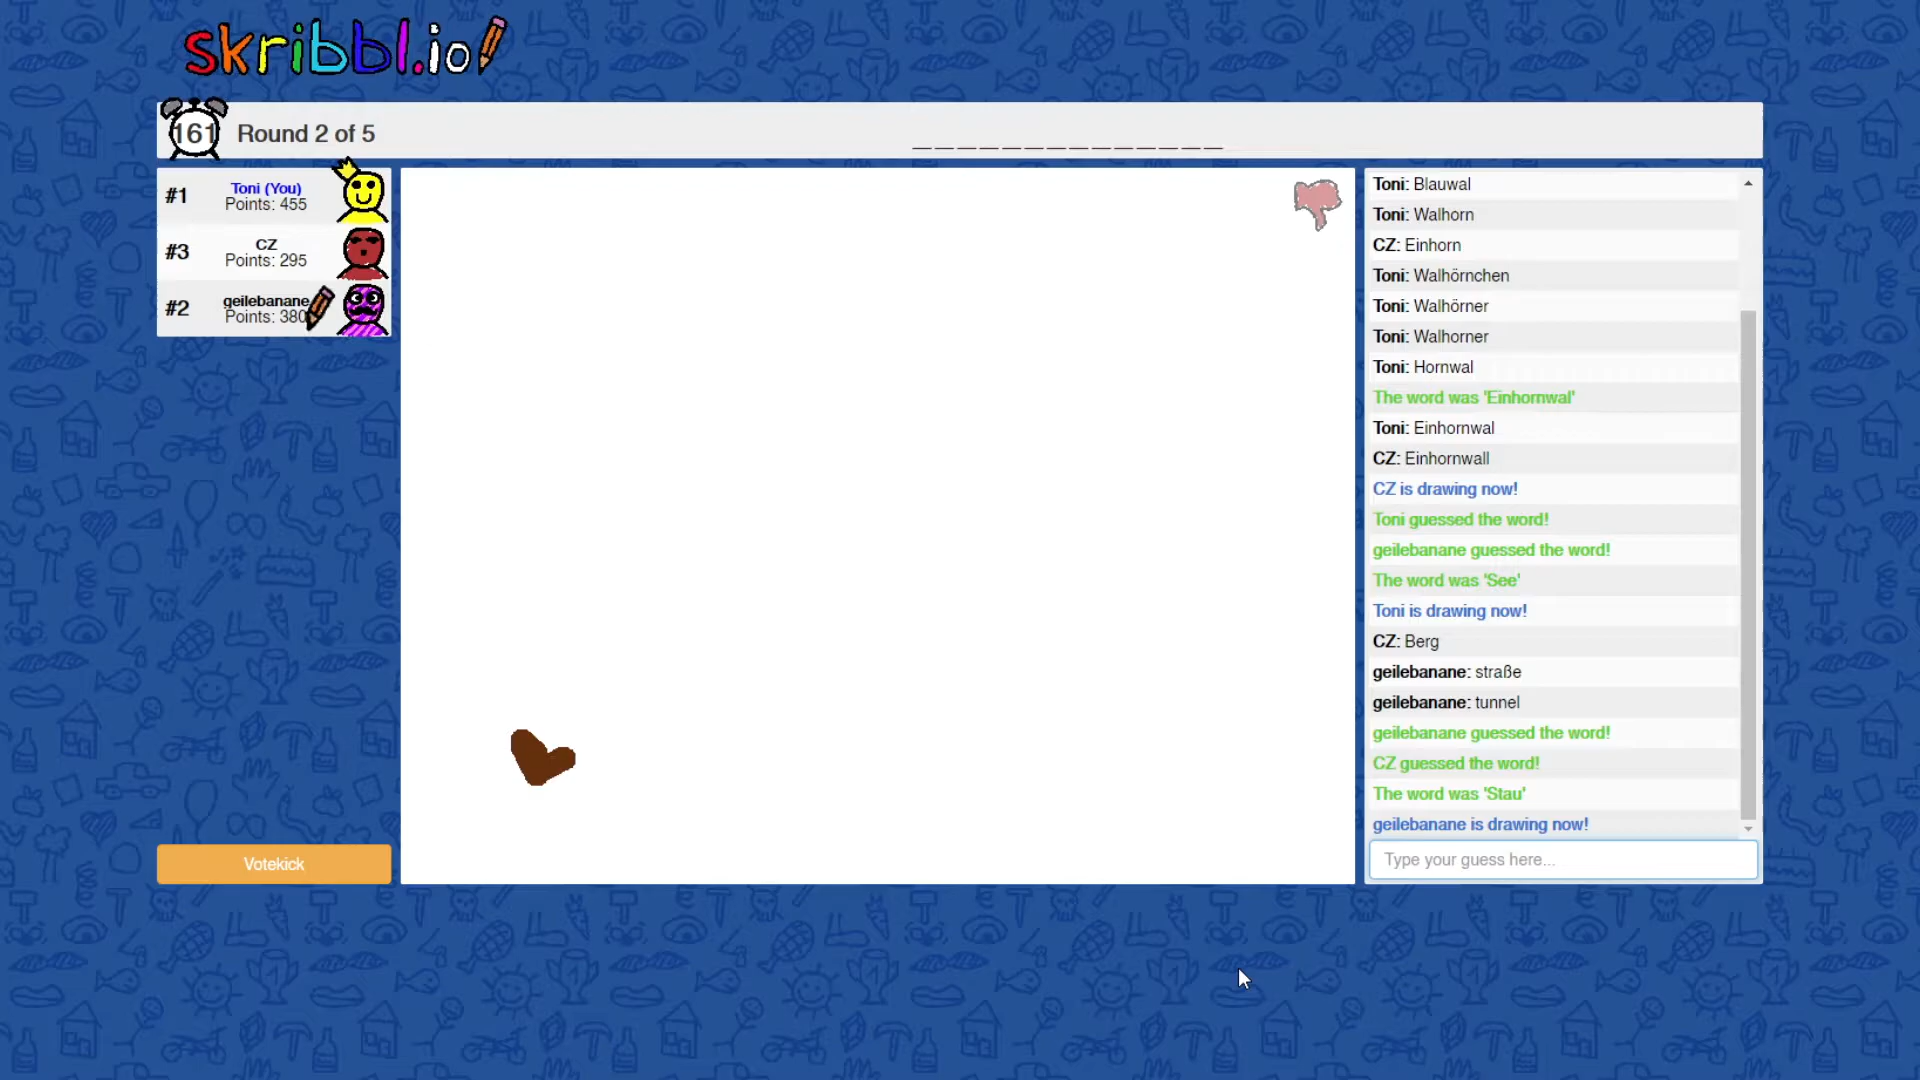 skribbl.io
161
Round 2 of 5
______________
#1
Toni (You)
Points: 455
#3
CZ
Points: 295
#2
geilebanane
Points: 380
Votekick
Toni: Blauwal
Toni: Walhorn
CZ: Einhorn
Toni: Walhörnchen
Toni: Walhörner
Toni: Walhorner
Toni: Hornwal
The word was 'Einhornwal'
Toni: Einhornwal
CZ: Einhornwall
CZ is drawing now!
Toni guessed the word!
geilebanane guessed the word!
The word was 'See'
Toni is drawing now!
CZ: Berg
geilebanane: straße
geilebanane: tunnel
geilebanane guessed the word!
CZ guessed the word!
The word was 'Stau'
geilebanane is drawing now!
Type your guess here...